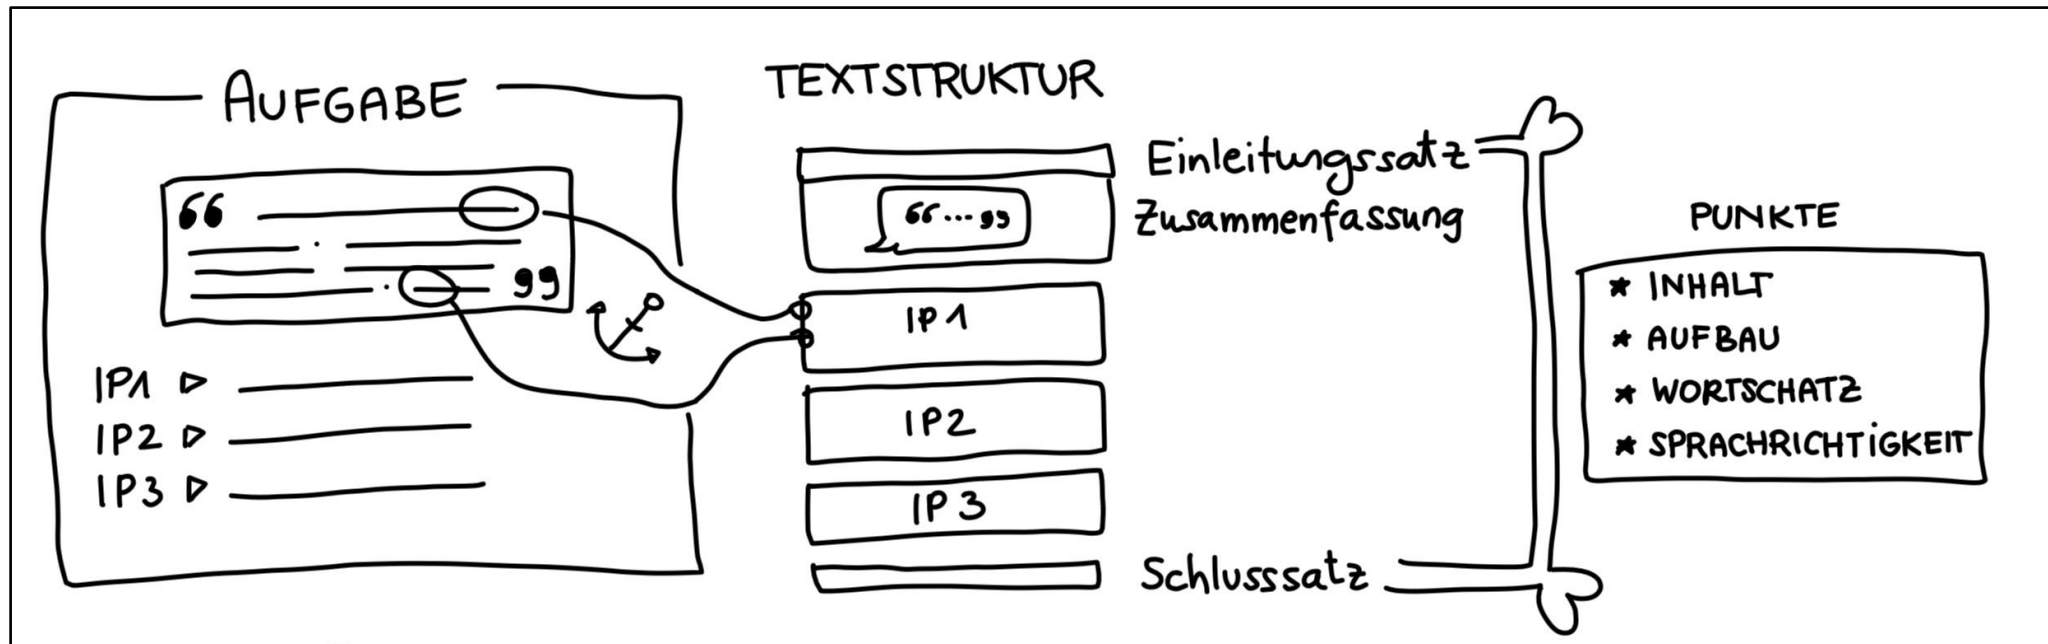 AUFGABE
“
”
IP1 ▷
IP2 ▷
IP3 ▷
TEXTSTRUKTUR
Einleitungssatz
“...”
Zusammenfassung
IP1
IP2
IP3
Schlusssatz
PUNKTE
* INHALT
* AUFBAU
* WORTSCHATZ
* SPRACHRICHTIGKEIT